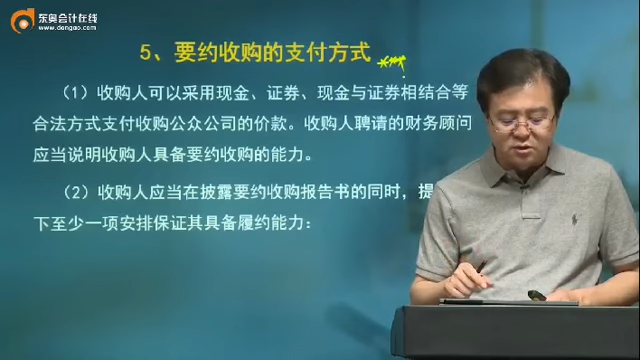 东奥会计在线
www.dongao.com
5、要约收购的支付方式
（1）收购人可以采用现金、证券、现金与证券相结合等
合法方式支付收购公众公司的价款。收购人聘请的财务顾问
应当说明收购人具备要约收购的能力。
（2）收购人应当在披露要约收购报告书的同时，提
下至少一项安排保证其具备履约能力：